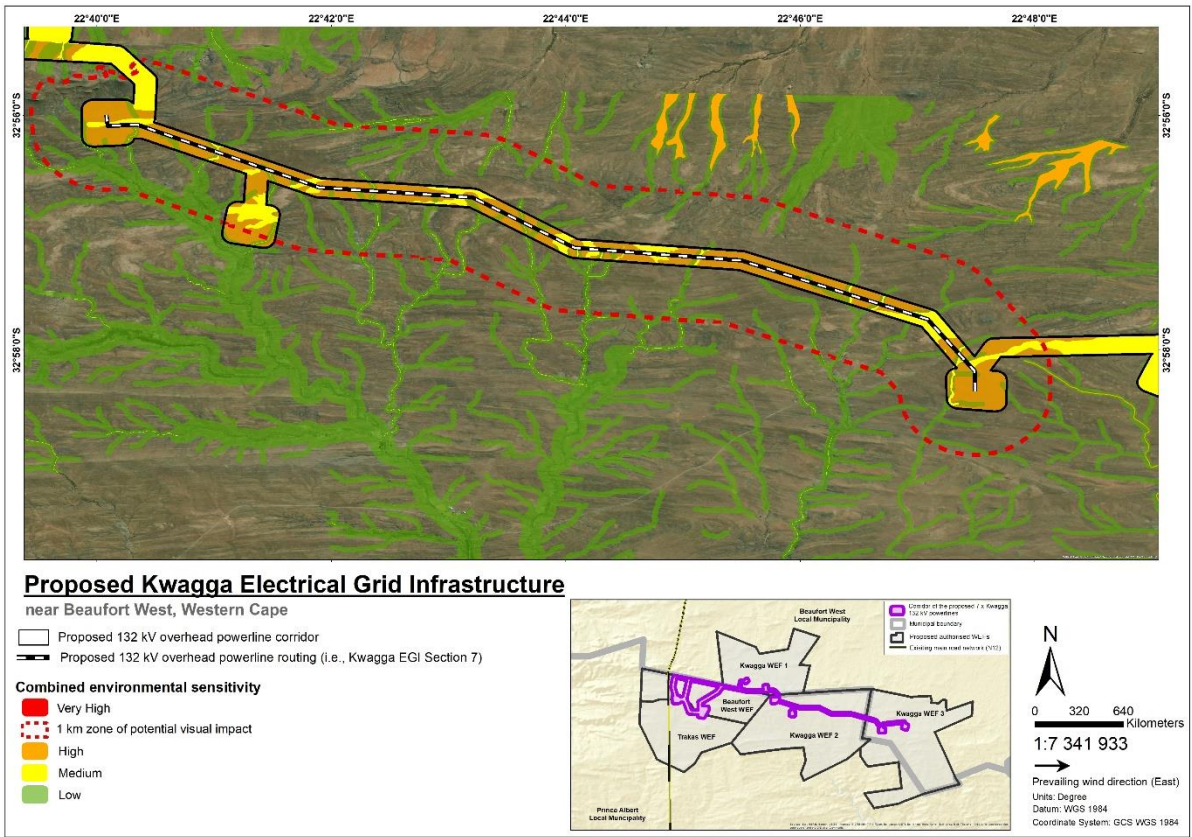 22°40'0"E
22°42'0"E
22°44'0"E
22°46'0"E
22°48'0"E
32°56'0"S
32°56'0"S
32°58'0"S
32°58'0"S
Proposed Kwagga Electrical Grid Infrastructure
near Beaufort West, Western Cape
Proposed 132 kV overhead powerline corridor
Proposed 132 kV overhead powerline routing (i.e., Kwagga EGI Section 7)
Combined environmental sensitivity
Very High
1 km zone of potential visual impact
High
Medium
Low
Beaufort West
Local Municipality
Corridor of the proposed 7 x Kwagga
132 kV powerlines
Municipal boundary
Proposed authorised WEFs
Existing main road network (N12)
Kwagga WEF 1
Beaufort
West WEF
Kwagga WEF 3
Trakas WEF
Kwagga WEF 2
Prince Albert
Local Municipality
N
0 320 640
Kilometers
1:7 341 933
Prevailing wind direction (East)
Units: Degree
Datum: WGS 1984
Coordinate System: GCS WGS 1984